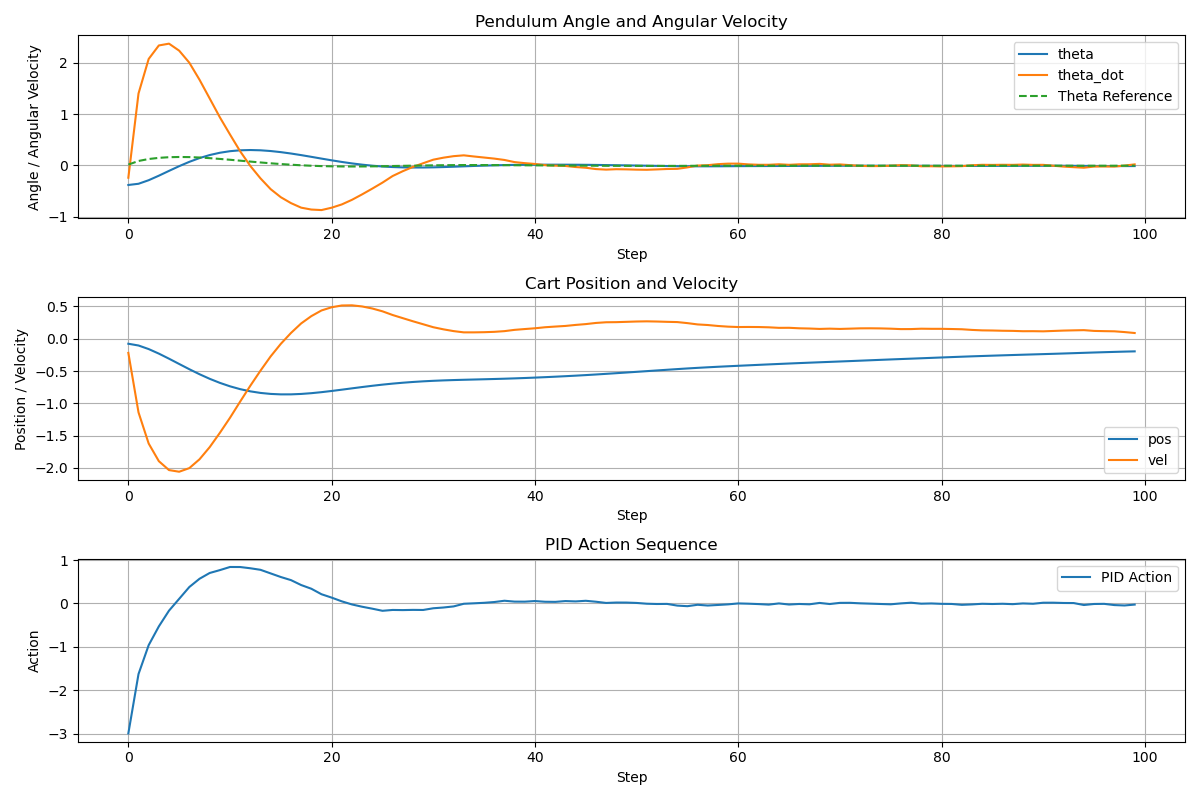 Pendulum Angle and Angular Velocity
Angle / Angular Velocity
2
1
0
−1
theta
theta_dot
Theta Reference
0 20 40 60 80 100
Step
Cart Position and Velocity
Position / Velocity
0.5
0.0
−0.5
−1.0
−1.5
−2.0
pos
vel
0 20 40 60 80 100
Step
PID Action Sequence
Action
1
0
−1
−2
−3
PID Action
0 20 40 60 80 100
Step